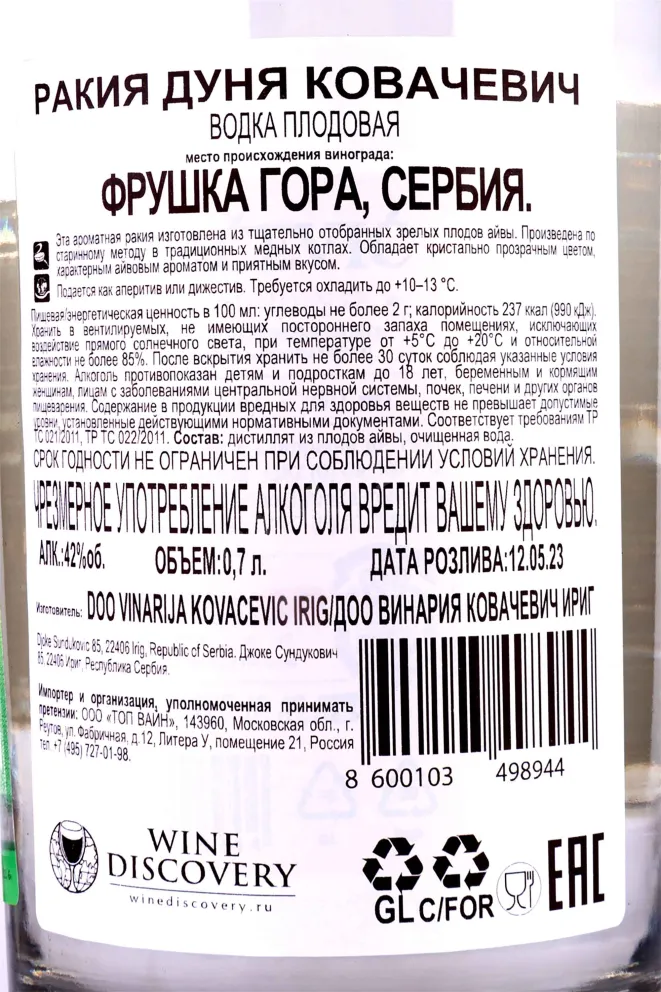 РАКИЯ ДУНЯ КОВАЧЕВИЧ
ВОДКА ПЛОДОВАЯ
место происхождения винограда:
ФРУШКА ГОРА, СЕРБИЯ.
Эта ароматная ракия изготовлена из тщательно отобранных зрелых плодов айвы. Произведена по
старинному методу в традиционных медных котлах. Обладает кристально прозрачным цветом,
характерным айвовым ароматом и приятным вкусом.
Подается как аперитив или дижестив. Требуется охладить до +10–13 °C.
Пищевая/энергетическая ценность в 100 мл: углеводы не более 2 г; калорийность 237 ккал (990 кДж).
Хранить в вентилируемых, не имеющих постороннего запаха помещениях, исключающих
воздействие прямого солнечного света, при температуре от +5°C до +20°C и относительной
влажности не более 85%. После вскрытия хранить не более 30 суток соблюдая указанные условия
хранения. Алкоголь противопоказан детям и подросткам до 18 лет, беременным и кормящим
женщинам, лицам с заболеваниями центральной нервной системы, почек, печени и других органов
пищеварения. Содержание в продукции вредных для здоровья веществ не превышает допустимые
уровни, установленные действующими нормативными документами. Соответствует требованиям ТР
ТС 021/2011, ТР ТС 022/2011. Состав: дистиллят из плодов айвы, очищенная вода.
СРОК ГОДНОСТИ НЕ ОГРАНИЧЕН ПРИ СОБЛЮДЕНИИ УСЛОВИЙ ХРАНЕНИЯ.
ЧРЕЗМЕРНОЕ УПОТРЕБЛЕНИЕ АЛКОГОЛЯ ВРЕДИТ ВАШЕМУ ЗДОРОВЬЮ.
АЛК.:42%об. ОБЪЕМ:0,7 л. ДАТА РОЗЛИВА:12.05.23
Изготовитель: DOO VINARIJA KOVACEVIC IRIG/ДОО ВИНАРИЯ КОВАЧЕВИЧ ИРИГ
Djoke Sundukovic 85, 22406 Irig, Republic of Serbia. Джоке Сундукович
85, 22406 Ириг, Республика Сербия.
Импортер и организация, уполномоченная принимать
претензии: ООО «ТОП ВАЙН», 143960, Московская обл., г.
Реутов, ул. Фабричная, д.12, Литера У, помещение 21, Россия
тел. +7 (495) 727-01-98.
8 600103 498944
WINE
DISCOVERY
winediscovery.ru
GL C/FOR
EAC